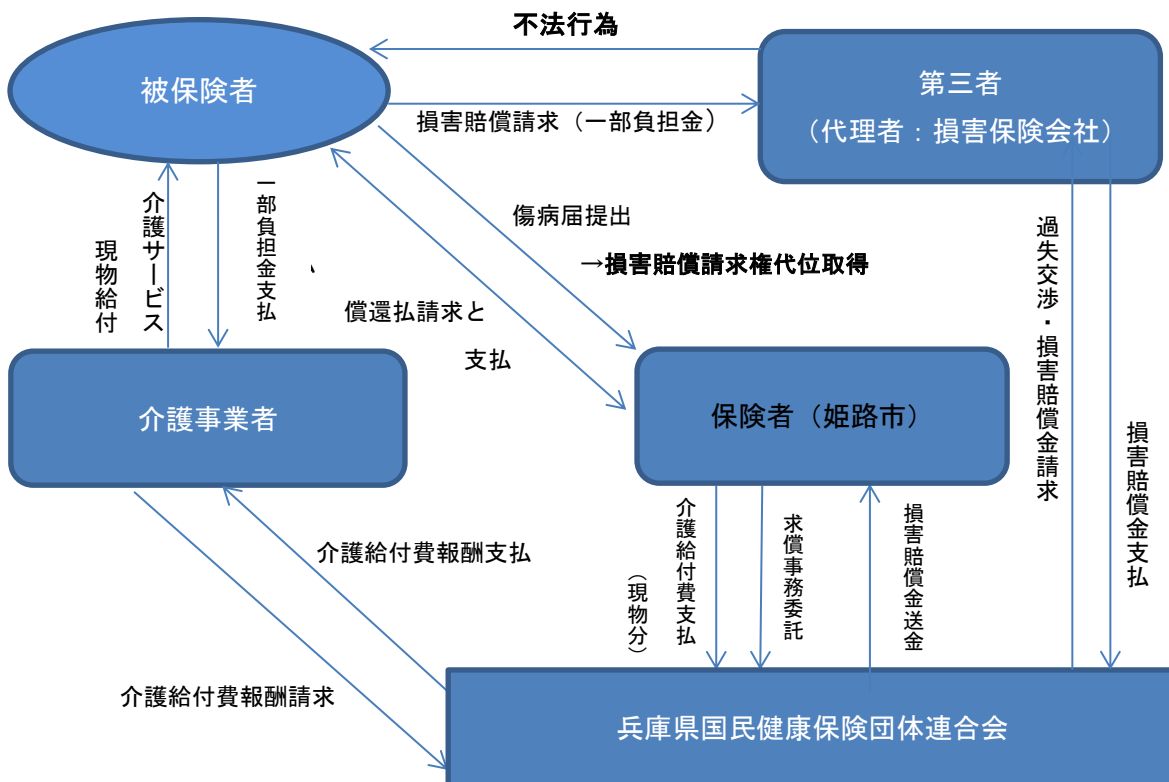 不法行為
被保険者
第三者
（代理者：損害保険会社）
損害賠償請求（一部負担金）
傷病届提出
→損害賠償請求権代位取得
償還払請求と
支払
介護サービス
現物給付
一部負担金支払
過失交渉・損害賠償金請求
損害賠償金支払
介護事業者
保険者（姫路市）
介護給付費支払
（現物分）
求償事務委託
損害賠償金送金
介護給付費報酬支払
介護給付費報酬請求
兵庫県国民健康保険団体連合会